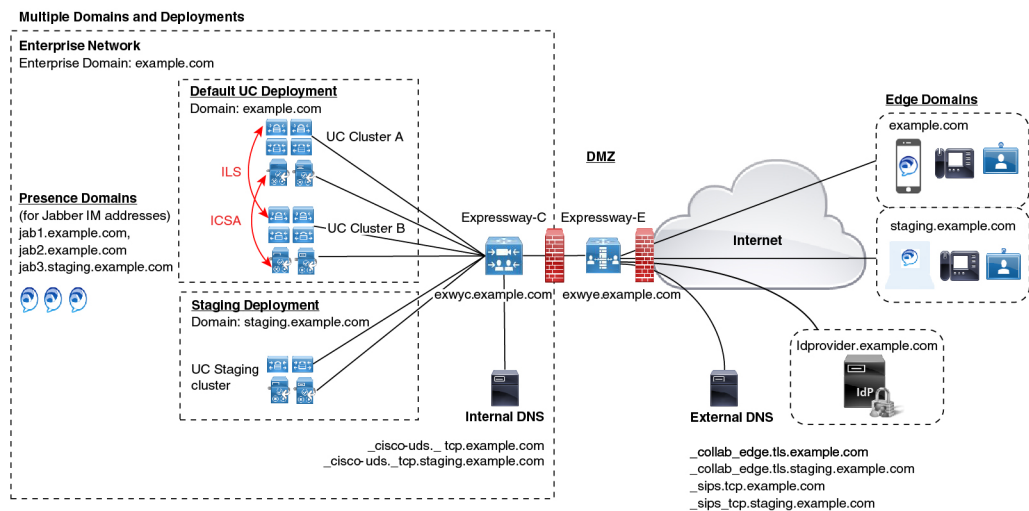 Multiple Domains and Deployments
Enterprise Network
Enterprise Domain: example.com
Default UC Deployment
Domain: example.com
UC Cluster A
ILS
ICSA
UC Cluster B
Presence Domains
(for Jabber IM addresses)
jab1.example.com,
jab2.example.com
jab3.staging.example.com
Staging Deployment
Domain: staging.example.com
UC Staging
cluster
Expressway-C
exwyc.example.com
Internal DNS
_cisco-uds._ tcp.example.com
_cisco-uds._tcp.staging.example.com
DMZ
Expressway-E
exwye.example.com
Internet
External DNS
_collab_edge.tls.example.com
_collab_edge.tls.staging.example.com
_sips.tcp.example.com
_sips_tcp.staging.example.com
Edge Domains
example.com
staging.example.com
Idprovider.example.com
IdP